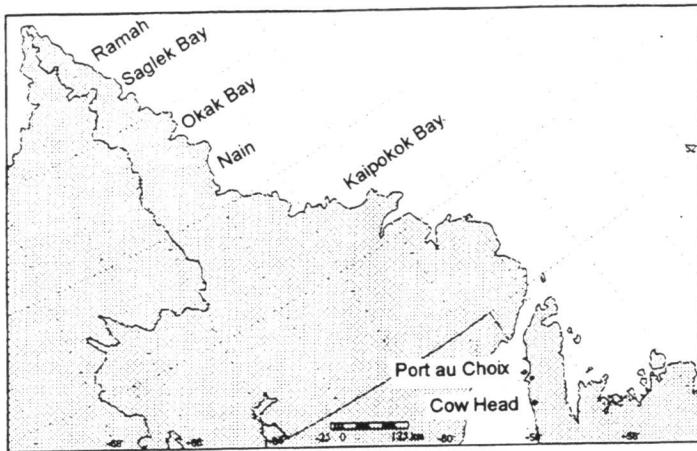 Ramah
Saglek Bay
Okak Bay
Nain
Kaipokok Bay
Port au Choix
Cow Head